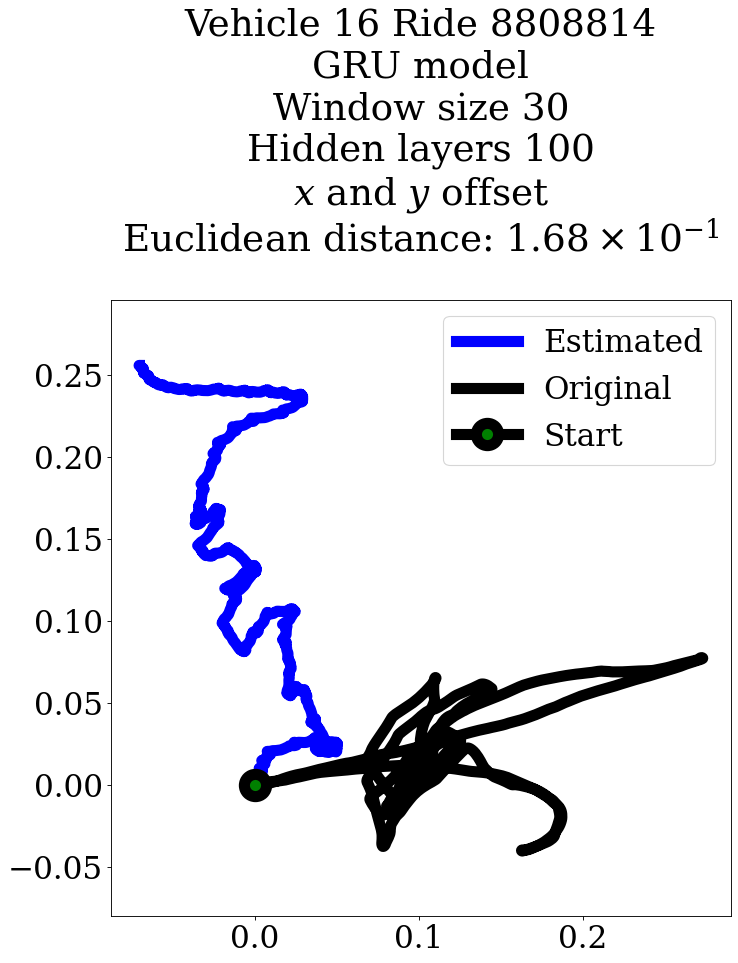 Vehicle 16 Ride 8808814
GRU model
Window size 30
Hidden layers 100
x and y offset
Euclidean distance: 1.68 × 10⁻¹
Estimated
Original
Start
0.25
0.20
0.15
0.10
0.05
0.00
−0.05
0.0 0.1 0.2